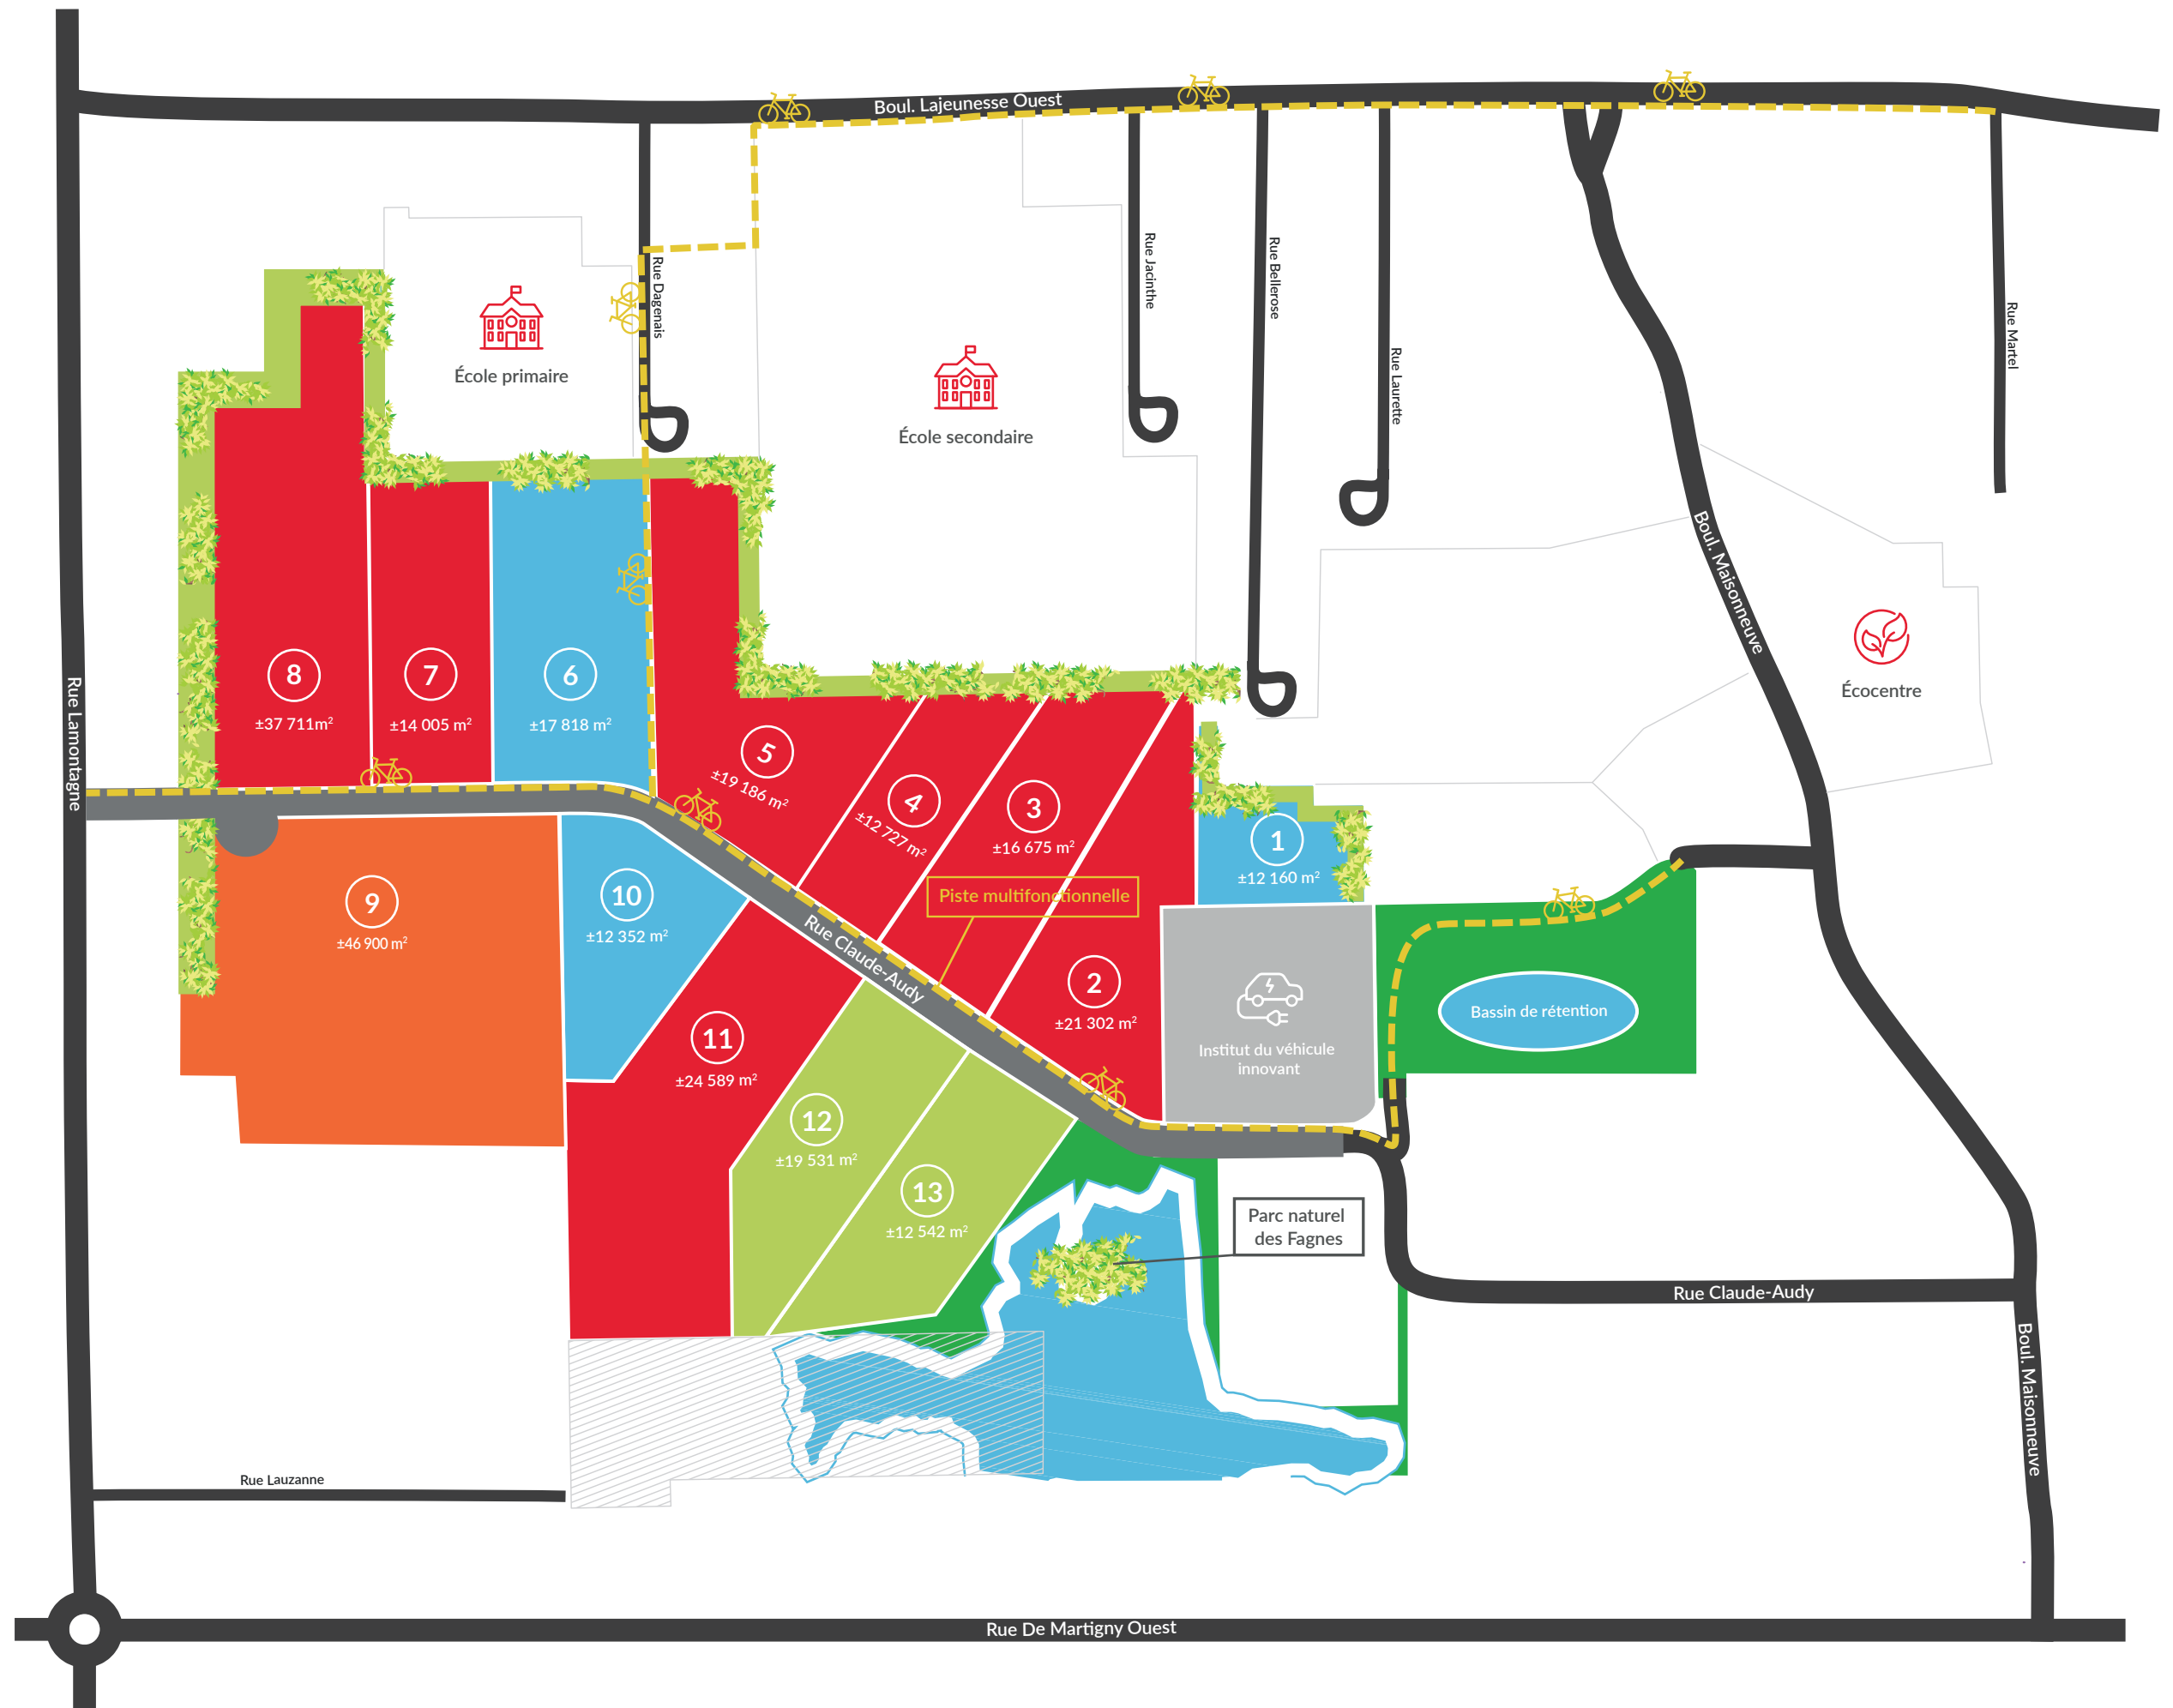 Boul. Lajeunesse Ouest
Rue Dagenais
Rue Jacinthe
Rue Bellerose
Rue Laurette
Rue Martel
École primaire
École secondaire
Boul. Maisonneuve
Écocentre
Rue Lamontagne
8
±37 711m²
7
±14 005 m²
6
±17 818 m²
5
±19 186 m²
4
±12 727 m²
3
±16 675 m²
1
±12 160 m²
Piste multifonctionnelle
9
±46 900 m²
10
±12 352 m²
Rue Claude-Audy
2
±21 302 m²
Institut du véhicule
innovant
Bassin de rétention
11
±24 589 m²
12
±19 531 m²
13
±12 542 m²
Parc naturel
des Fagnes
Rue Claude-Audy
Boul. Maisonneuve
Rue Lauzanne
Rue De Martigny Ouest